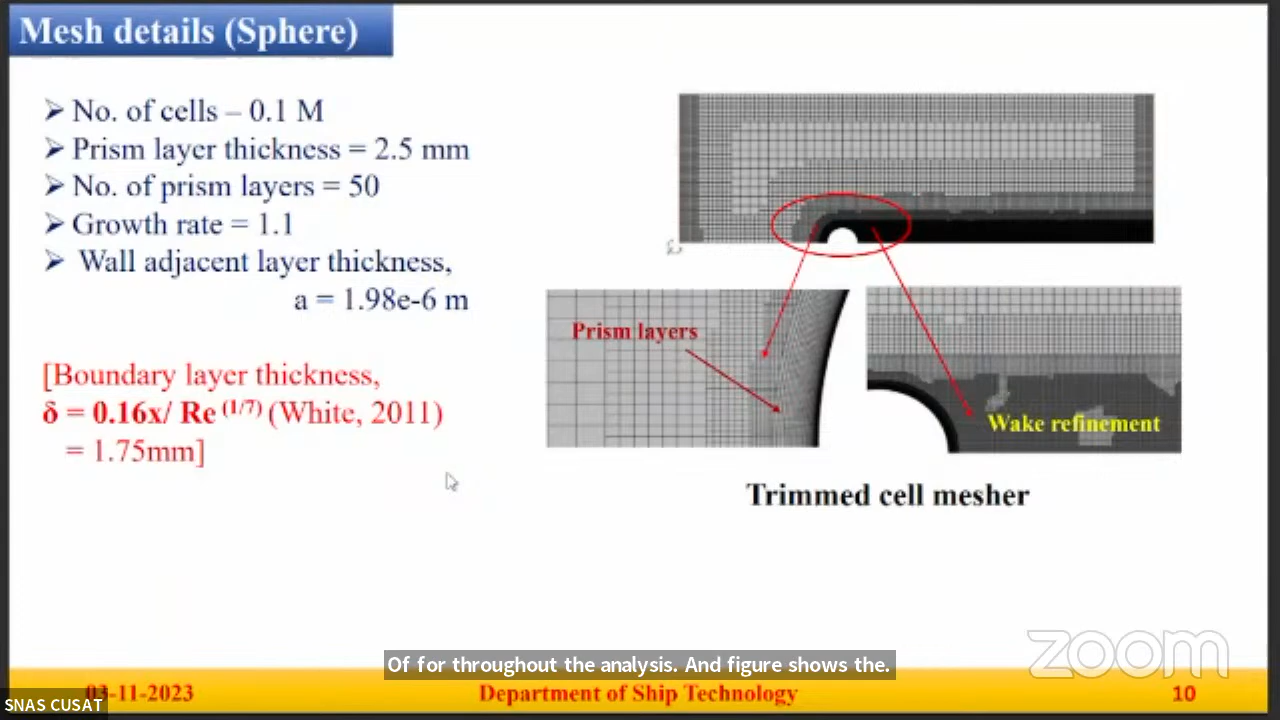 Mesh details (Sphere)
➢ No. of cells – 0.1 M
➢ Prism layer thickness = 2.5 mm
➢ No. of prism layers = 50
➢ Growth rate = 1.1
➢ Wall adjacent layer thickness,
a = 1.98e-6 m
[Boundary layer thickness,
δ = 0.16x/ Re (1/7) (White, 2011)
= 1.75mm]
Prism layers
Wake refinement
Trimmed cell mesher
zoom
Of for throughout the analysis. And figure shows the.
03-11-2023
Department of Ship Technology
10
SNAS CUSAT